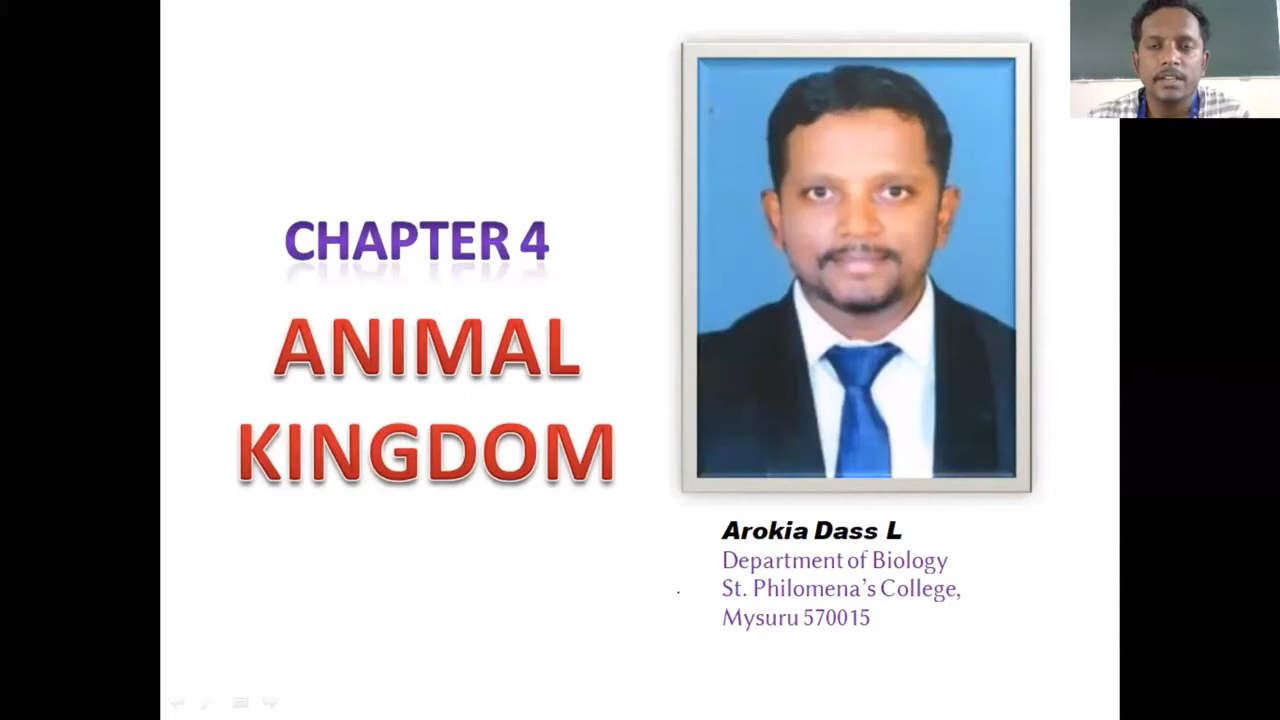 CHAPTER 4
ANIMAL
KINGDOM
Arokia Dass L
Department of Biology
St. Philomena's College,
Mysuru 570015